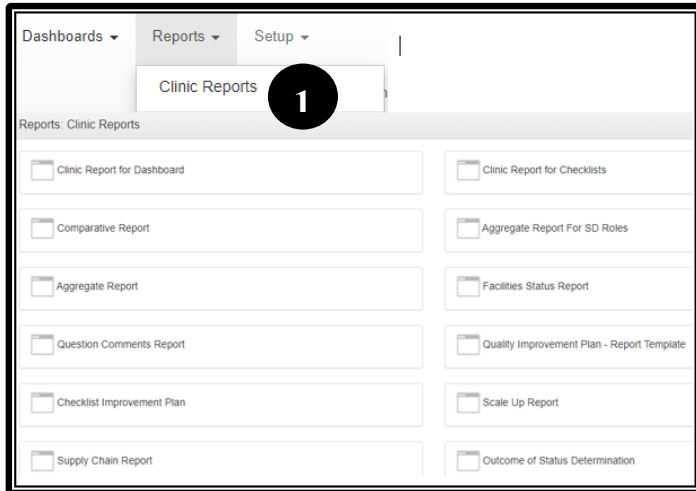 Dashboards Reports Setup
Clinic Reports
1
Reports: Clinic Reports
Clinic Report for Dashboard Clinic Report for Checklists
Comparative Report Aggregate Report For SD Roles
Aggregate Report Facilities Status Report
Question Comments Report Quality Improvement Plan - Report Template
Checklist Improvement Plan Scale Up Report
Supply Chain Report Outcome of Status Determination